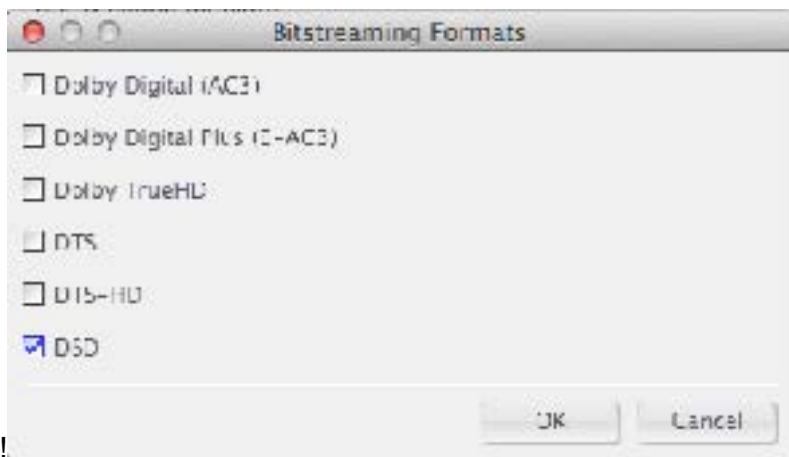 Bitstreaming Formats
Dolby Digital (AC3)
Dolby Digital Plus (E-AC3)
Dolby TrueHD
DTS
DTS-HD
DSD
OK Cancel
!